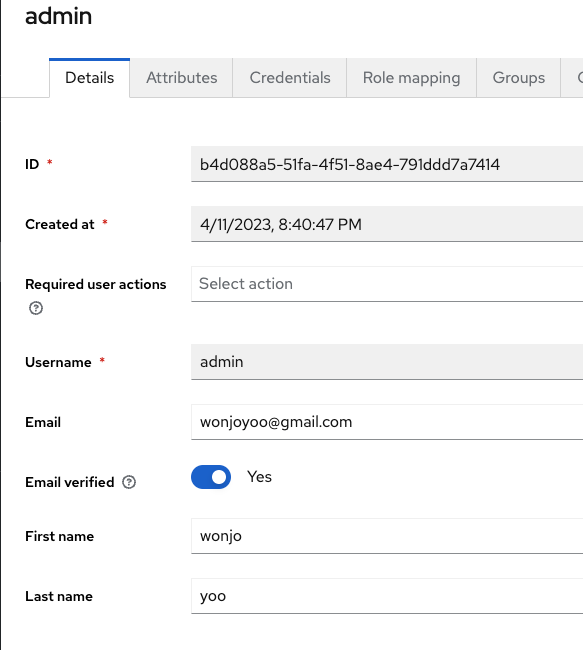 admin
Details Attributes Credentials Role mapping Groups
ID * b4d088a5-51fa-4f51-8ae4-791ddd7a7414
Created at * 4/11/2023, 8:40:47 PM
Required user actions Select action
Username * admin
Email wonjoyoo@gmail.com
Email verified Yes
First name wonjo
Last name yoo